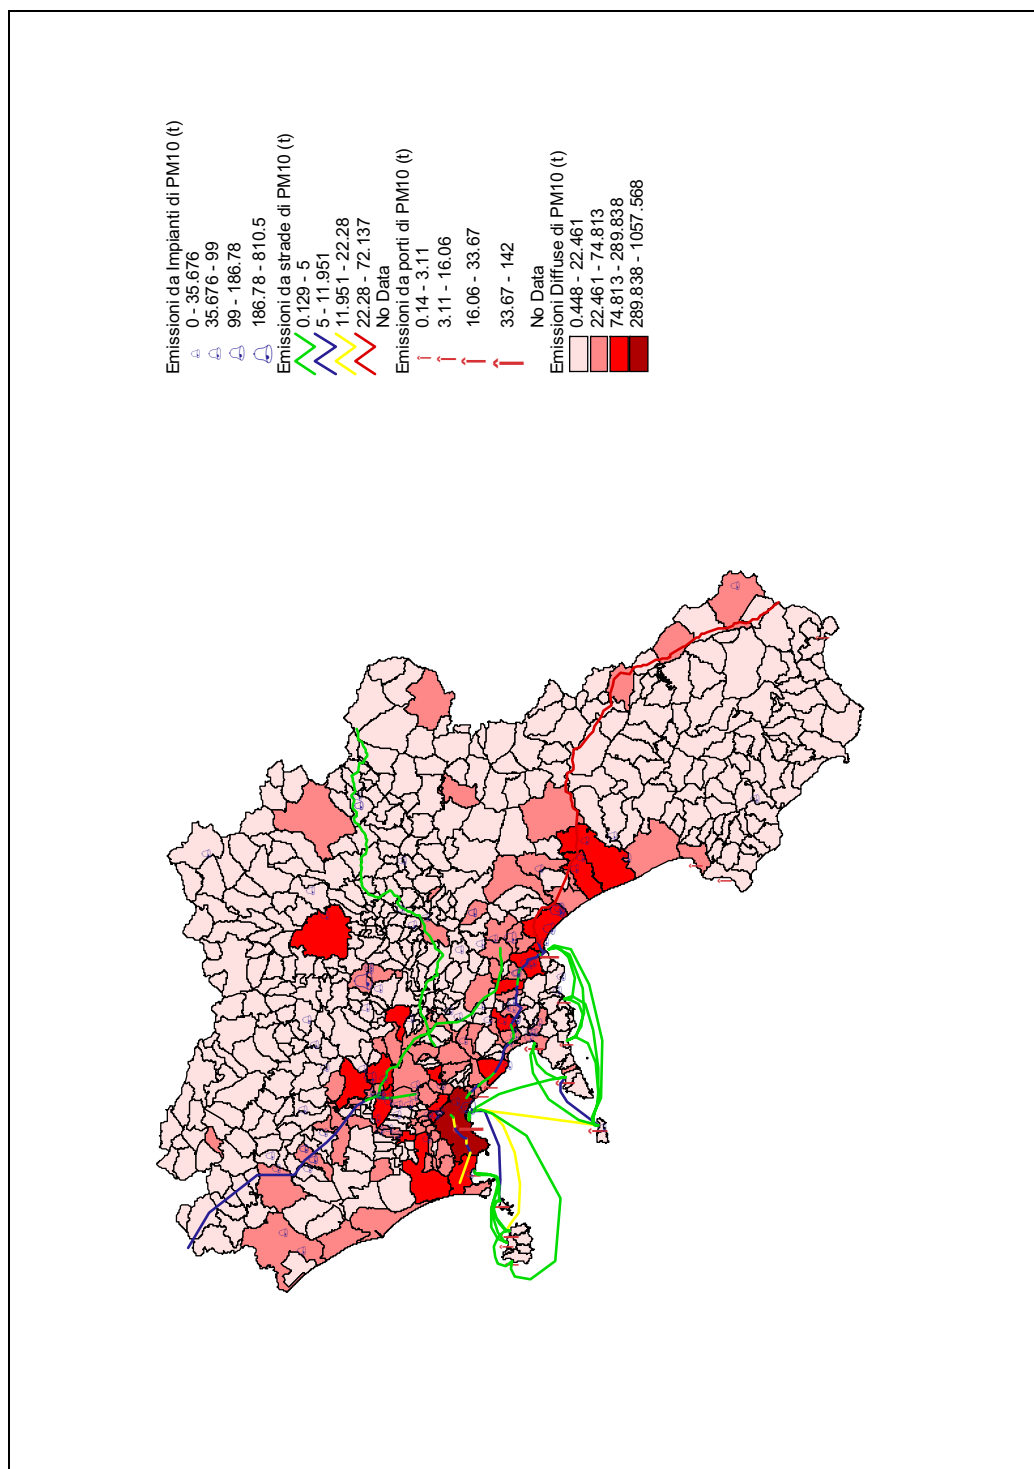 Emissioni da Impianti di PM10 (t)
0 - 35.676
35.676 - 99
99 - 186.78
186.78 - 810.5
Emissioni da strade di PM10 (t)
0.129 - 5
5 - 11.951
11.951 - 22.28
22.28 - 72.137
No Data
Emissioni da porti di PM10 (t)
0.14 - 3.11
3.11 - 16.06
16.06 - 33.67
33.67 - 142
No Data
Emissioni Diffuse di PM10 (t)
0.448 - 22.461
22.461 - 74.813
74.813 - 289.838
289.838 - 1057.568